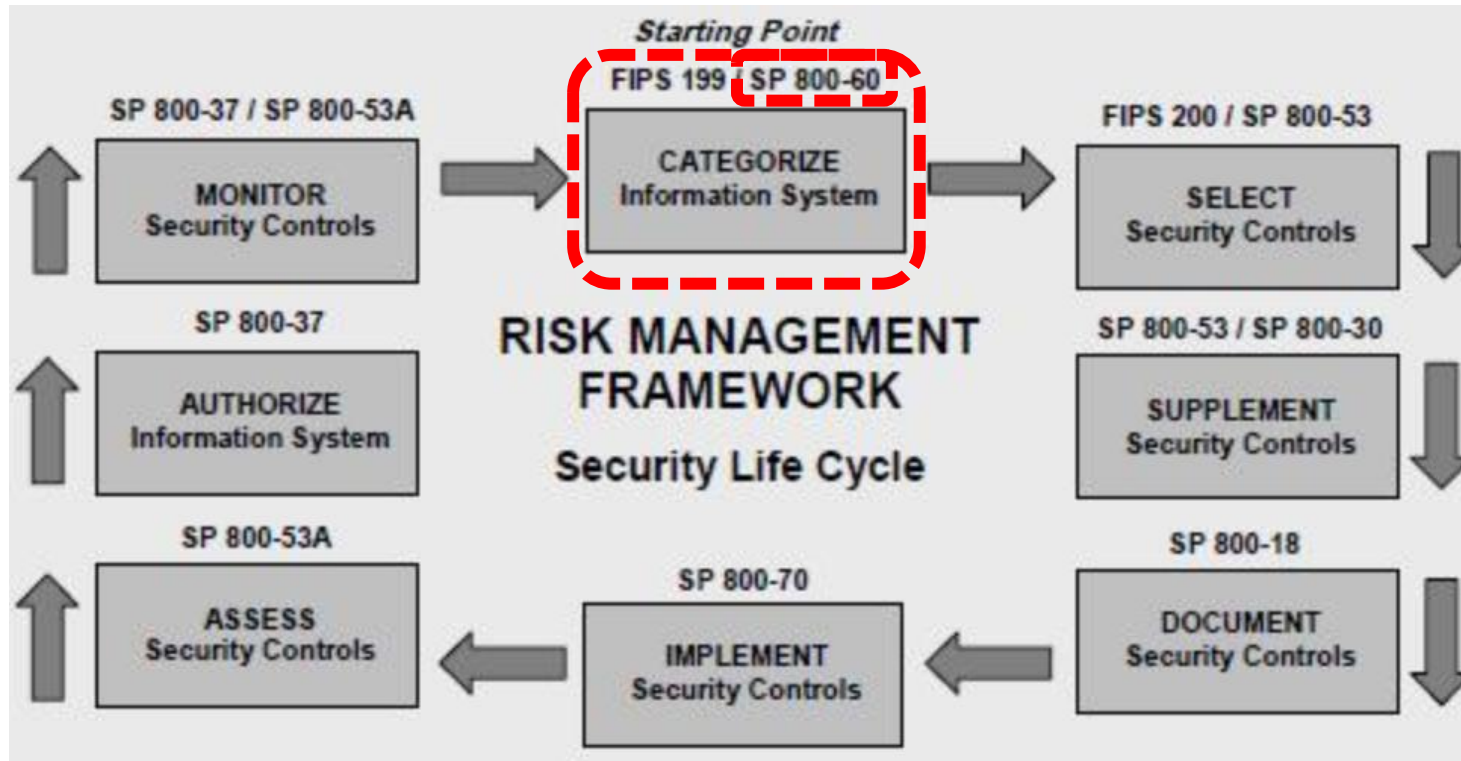 Starting Point
FIPS 199 / SP 800-60
CATEGORIZE
Information System
FIPS 200 / SP 800-53
SELECT
Security Controls
SP 800-53 / SP 800-30
SUPPLEMENT
Security Controls
SP 800-18
DOCUMENT
Security Controls
SP 800-70
IMPLEMENT
Security Controls
SP 800-53A
ASSESS
Security Controls
SP 800-37
AUTHORIZE
Information System
SP 800-37 / SP 800-53A
MONITOR
Security Controls
RISK MANAGEMENT
FRAMEWORK
Security Life Cycle